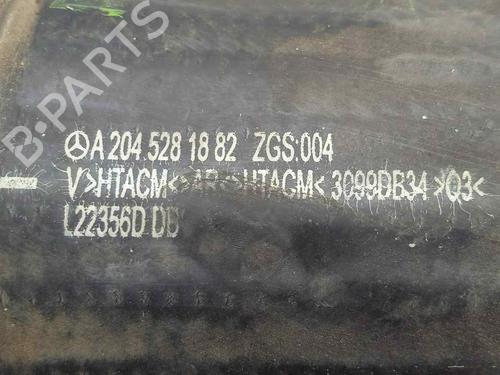 B-PARTS
A 204 528 18 82 ZGS:004
V>HTACM< >HTACM< 3099DB34 >Q3<
L22356D DB